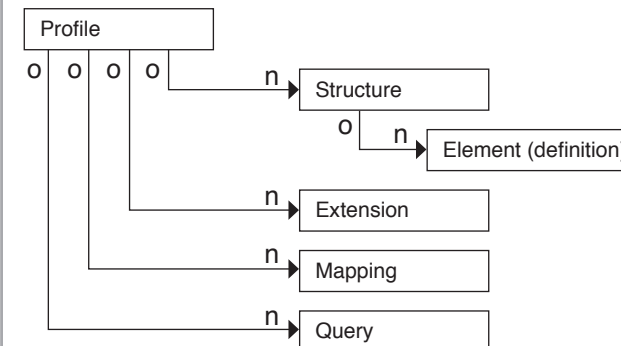 Profile
o o o o
n
Structure
o
n
Element (definition)
n
Extension
n
Mapping
n
Query